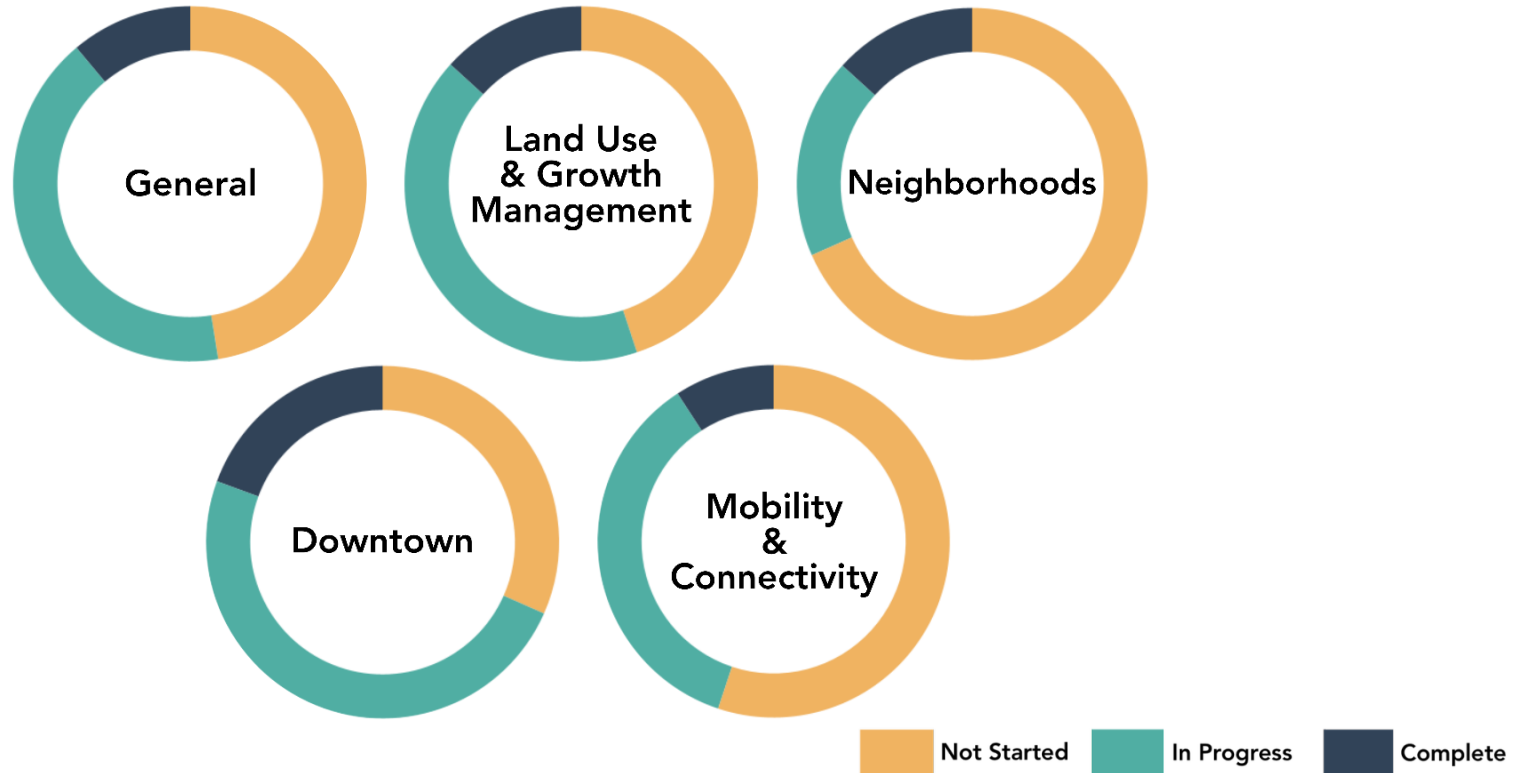 General
Land Use
& Growth
Management
Neighborhoods
Downtown
Mobility
&
Connectivity
Not Started
In Progress
Complete